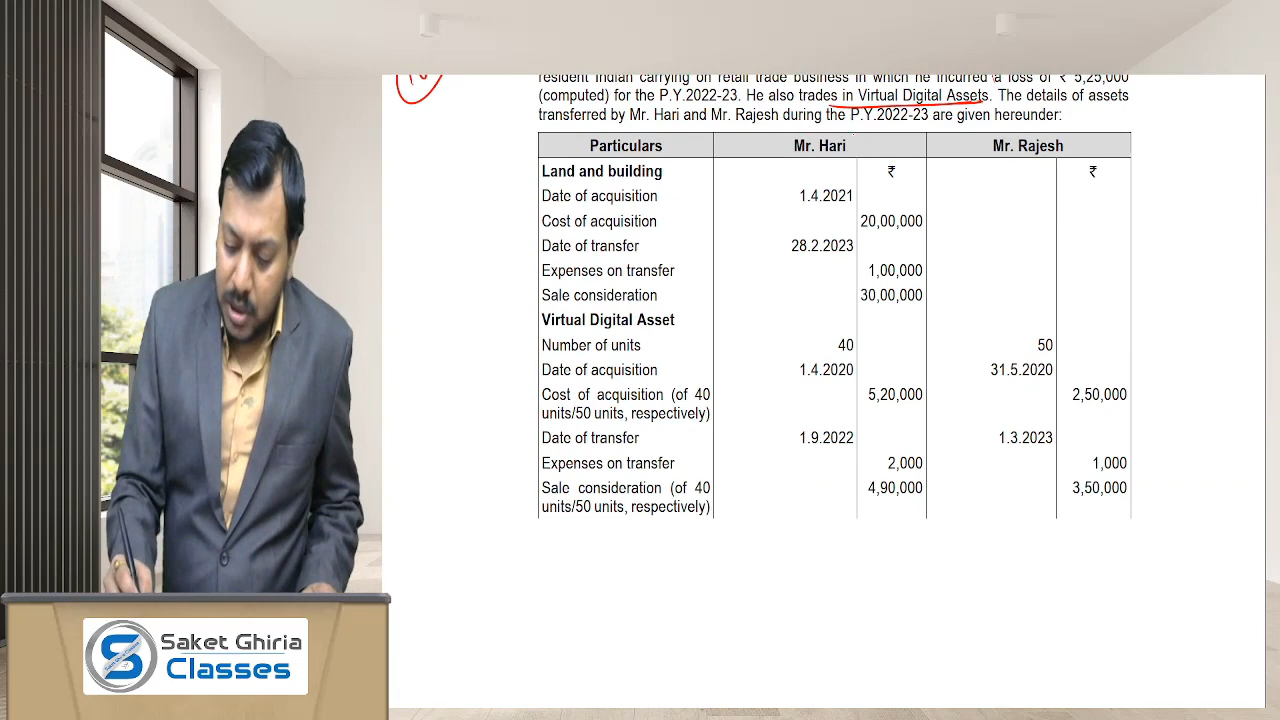 resident Indian carrying on retail trade business in which he incurred a loss of ₹ 5,25,000
(computed) for the P.Y.2022-23. He also trades in Virtual Digital Assets. The details of assets
transferred by Mr. Hari and Mr. Rajesh during the P.Y.2022-23 are given hereunder:
Particulars Mr. Hari Mr. Rajesh
Land and building ₹ ₹
Date of acquisition 1.4.2021
Cost of acquisition 20,00,000
Date of transfer 28.2.2023
Expenses on transfer 1,00,000
Sale consideration 30,00,000
Virtual Digital Asset
Number of units 40 50
Date of acquisition 1.4.2020 31.5.2020
Cost of acquisition (of 40 5,20,000 2,50,000
units/50 units, respectively)
Date of transfer 1.9.2022 1.3.2023
Expenses on transfer 2,000 1,000
Sale consideration (of 40 4,90,000 3,50,000
units/50 units, respectively)
Saket Ghiria
Classes